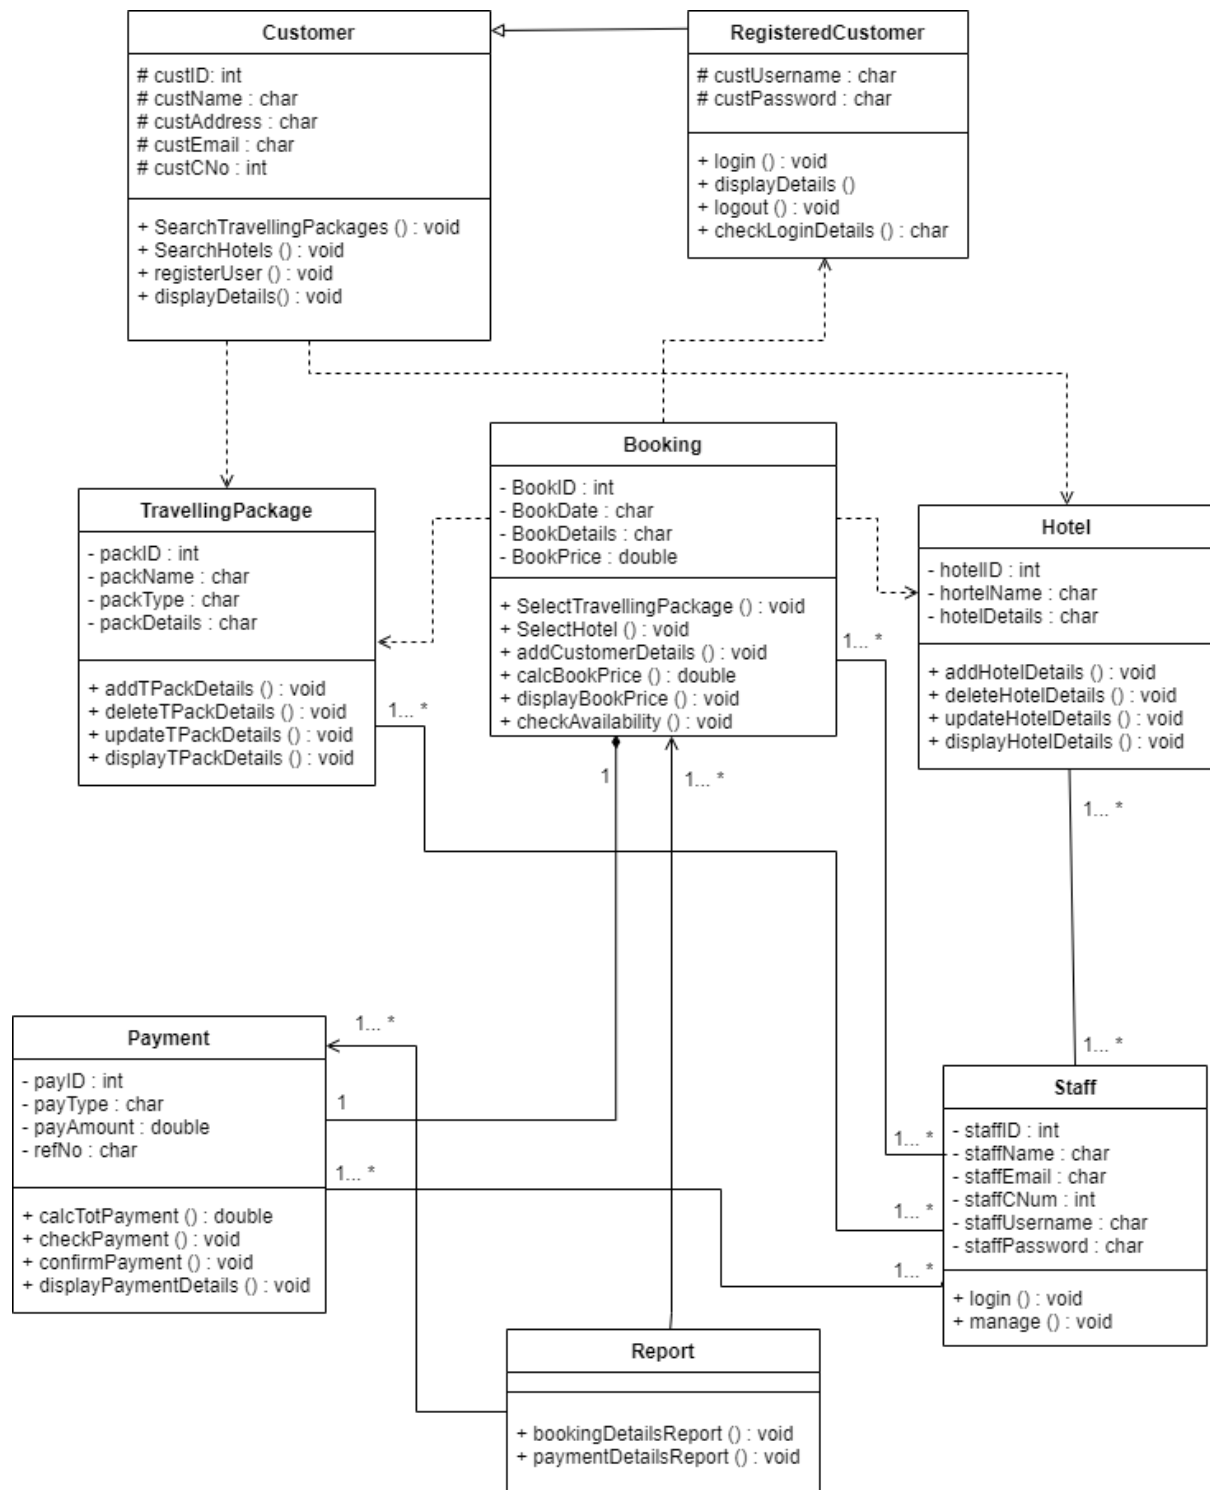 Customer
# custID: int
# custName : char
# custAddress : char
# custEmail : char
# custCNo : int
+ SearchTravellingPackages () : void
+ SearchHotels () : void
+ registerUser () : void
+ displayDetails() : void
RegisteredCustomer
# custUsername : char
# custPassword : char
+ login () : void
+ displayDetails ()
+ logout () : void
+ checkLoginDetails () : char
TravellingPackage
- packID : int
- packName : char
- packType : char
- packDetails : char
+ addTPackDetails () : void
+ deleteTPackDetails () : void
+ updateTPackDetails () : void
+ displayTPackDetails () : void
1... *
Booking
- BookID : int
- BookDate : char
- BookDetails : char
- BookPrice : double
+ SelectTravellingPackage () : void
+ SelectHotel () : void
+ addCustomerDetails () : void
+ calcBookPrice () : double
+ displayBookPrice () : void
+ checkAvailability () : void
1... *
1
1... *
Hotel
- hotelID : int
- hortelName : char
- hotelDetails : char
+ addHotelDetails () : void
+ deleteHotelDetails () : void
+ updateHotelDetails () : void
+ displayHotelDetails () : void
1... *
Payment
- payID : int
- payType : char
- payAmount : double
- refNo : char
+ calcTotPayment () : double
+ checkPayment () : void
+ confirmPayment () : void
+ displayPaymentDetails () : void
1... *
1
1... *
1... *
Staff
- staffID : int
- staffName : char
- staffEmail : char
- staffCNum : int
- staffUsername : char
- staffPassword : char
+ login () : void
+ manage () : void
1... *
1... *
1... *
Report
+ bookingDetailsReport () : void
+ paymentDetailsReport () : void